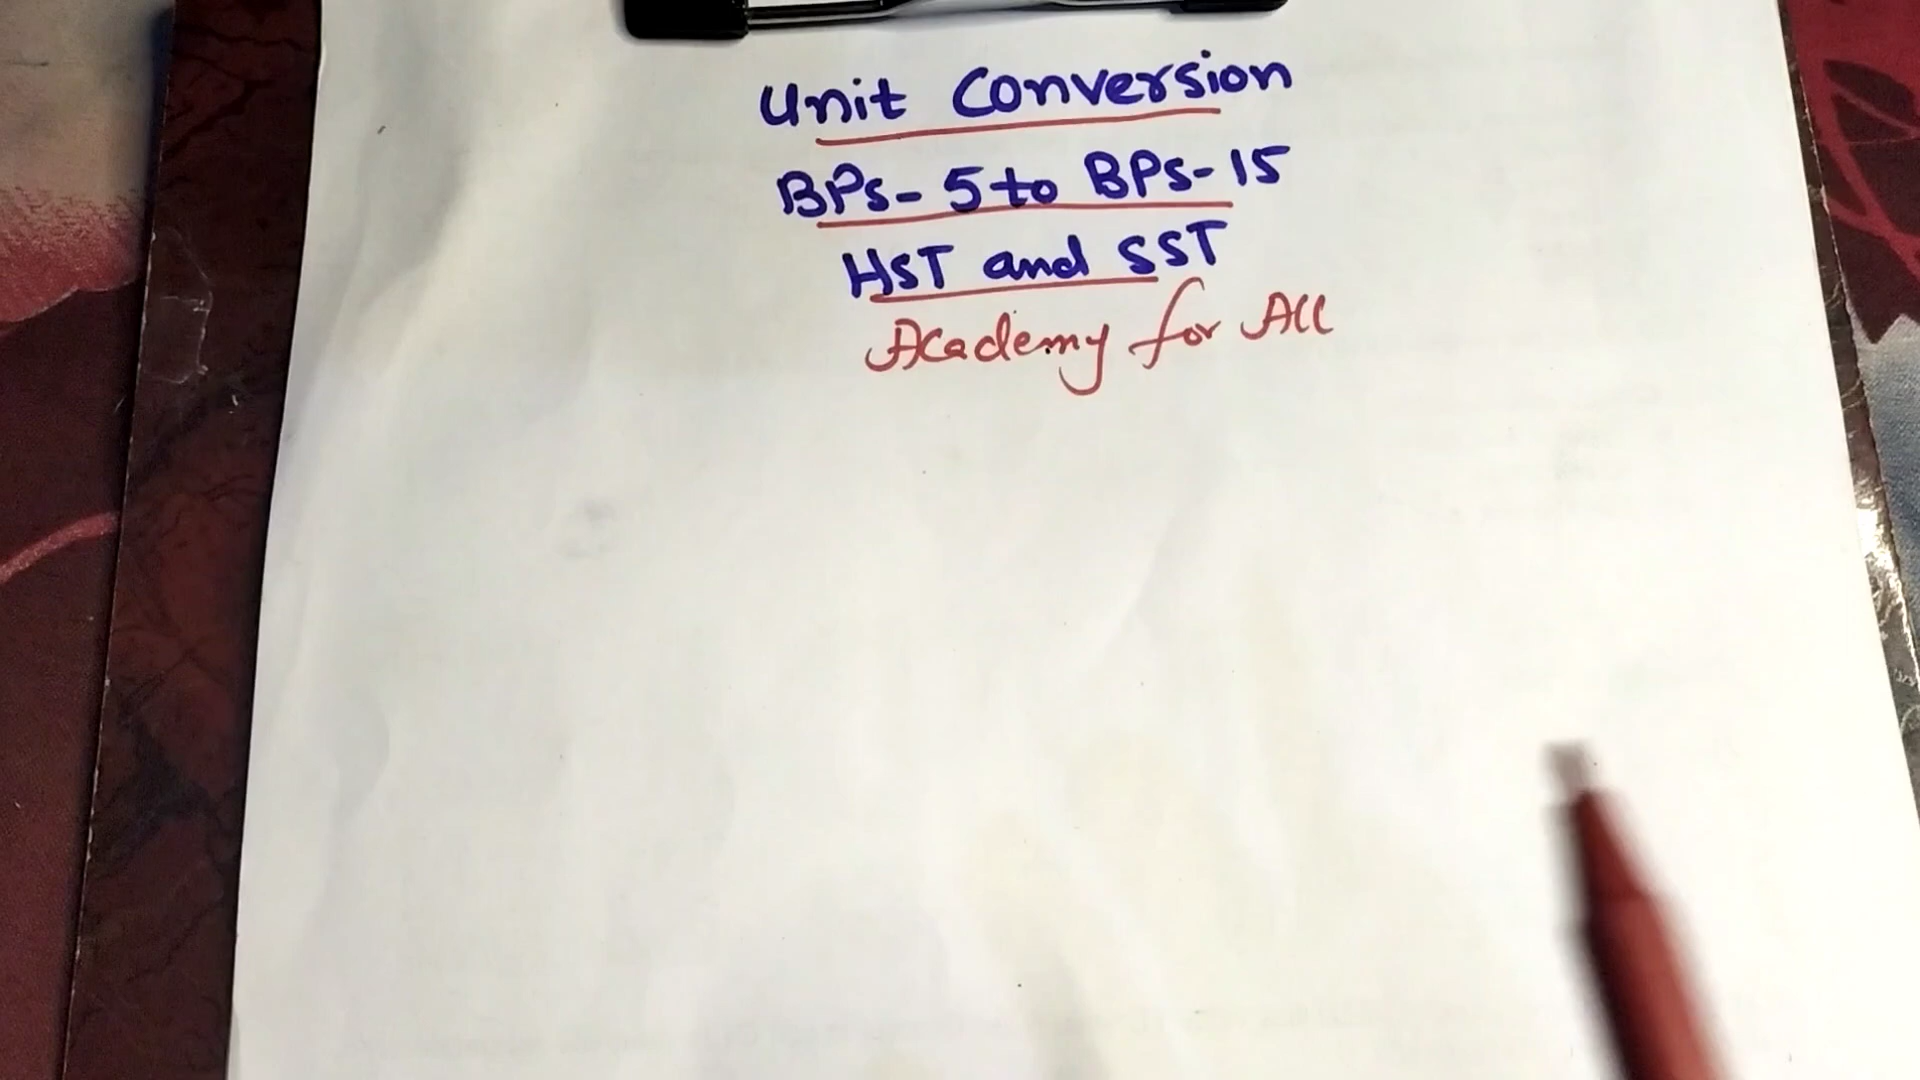 Unit Conversion
BPS-5 to BPS-15
HST and SST
Academy for All